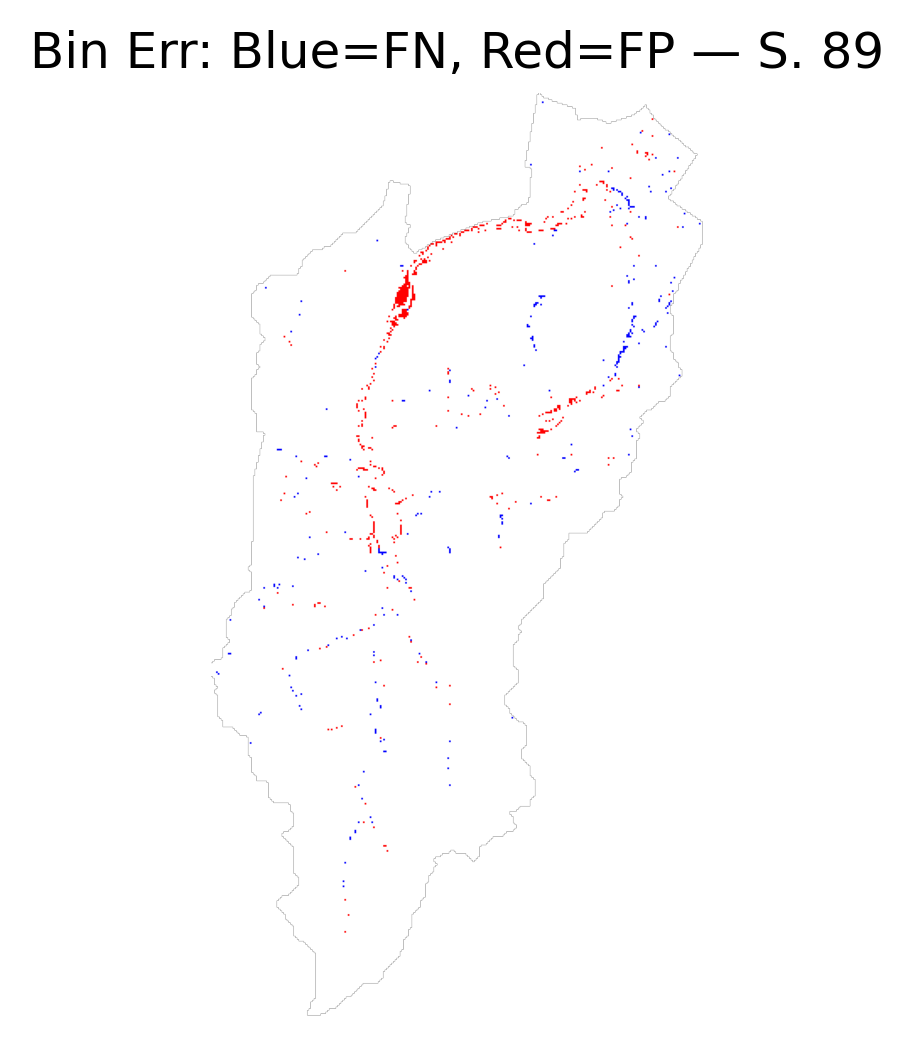 Bin Err: Blue=FN, Red=FP — S. 89